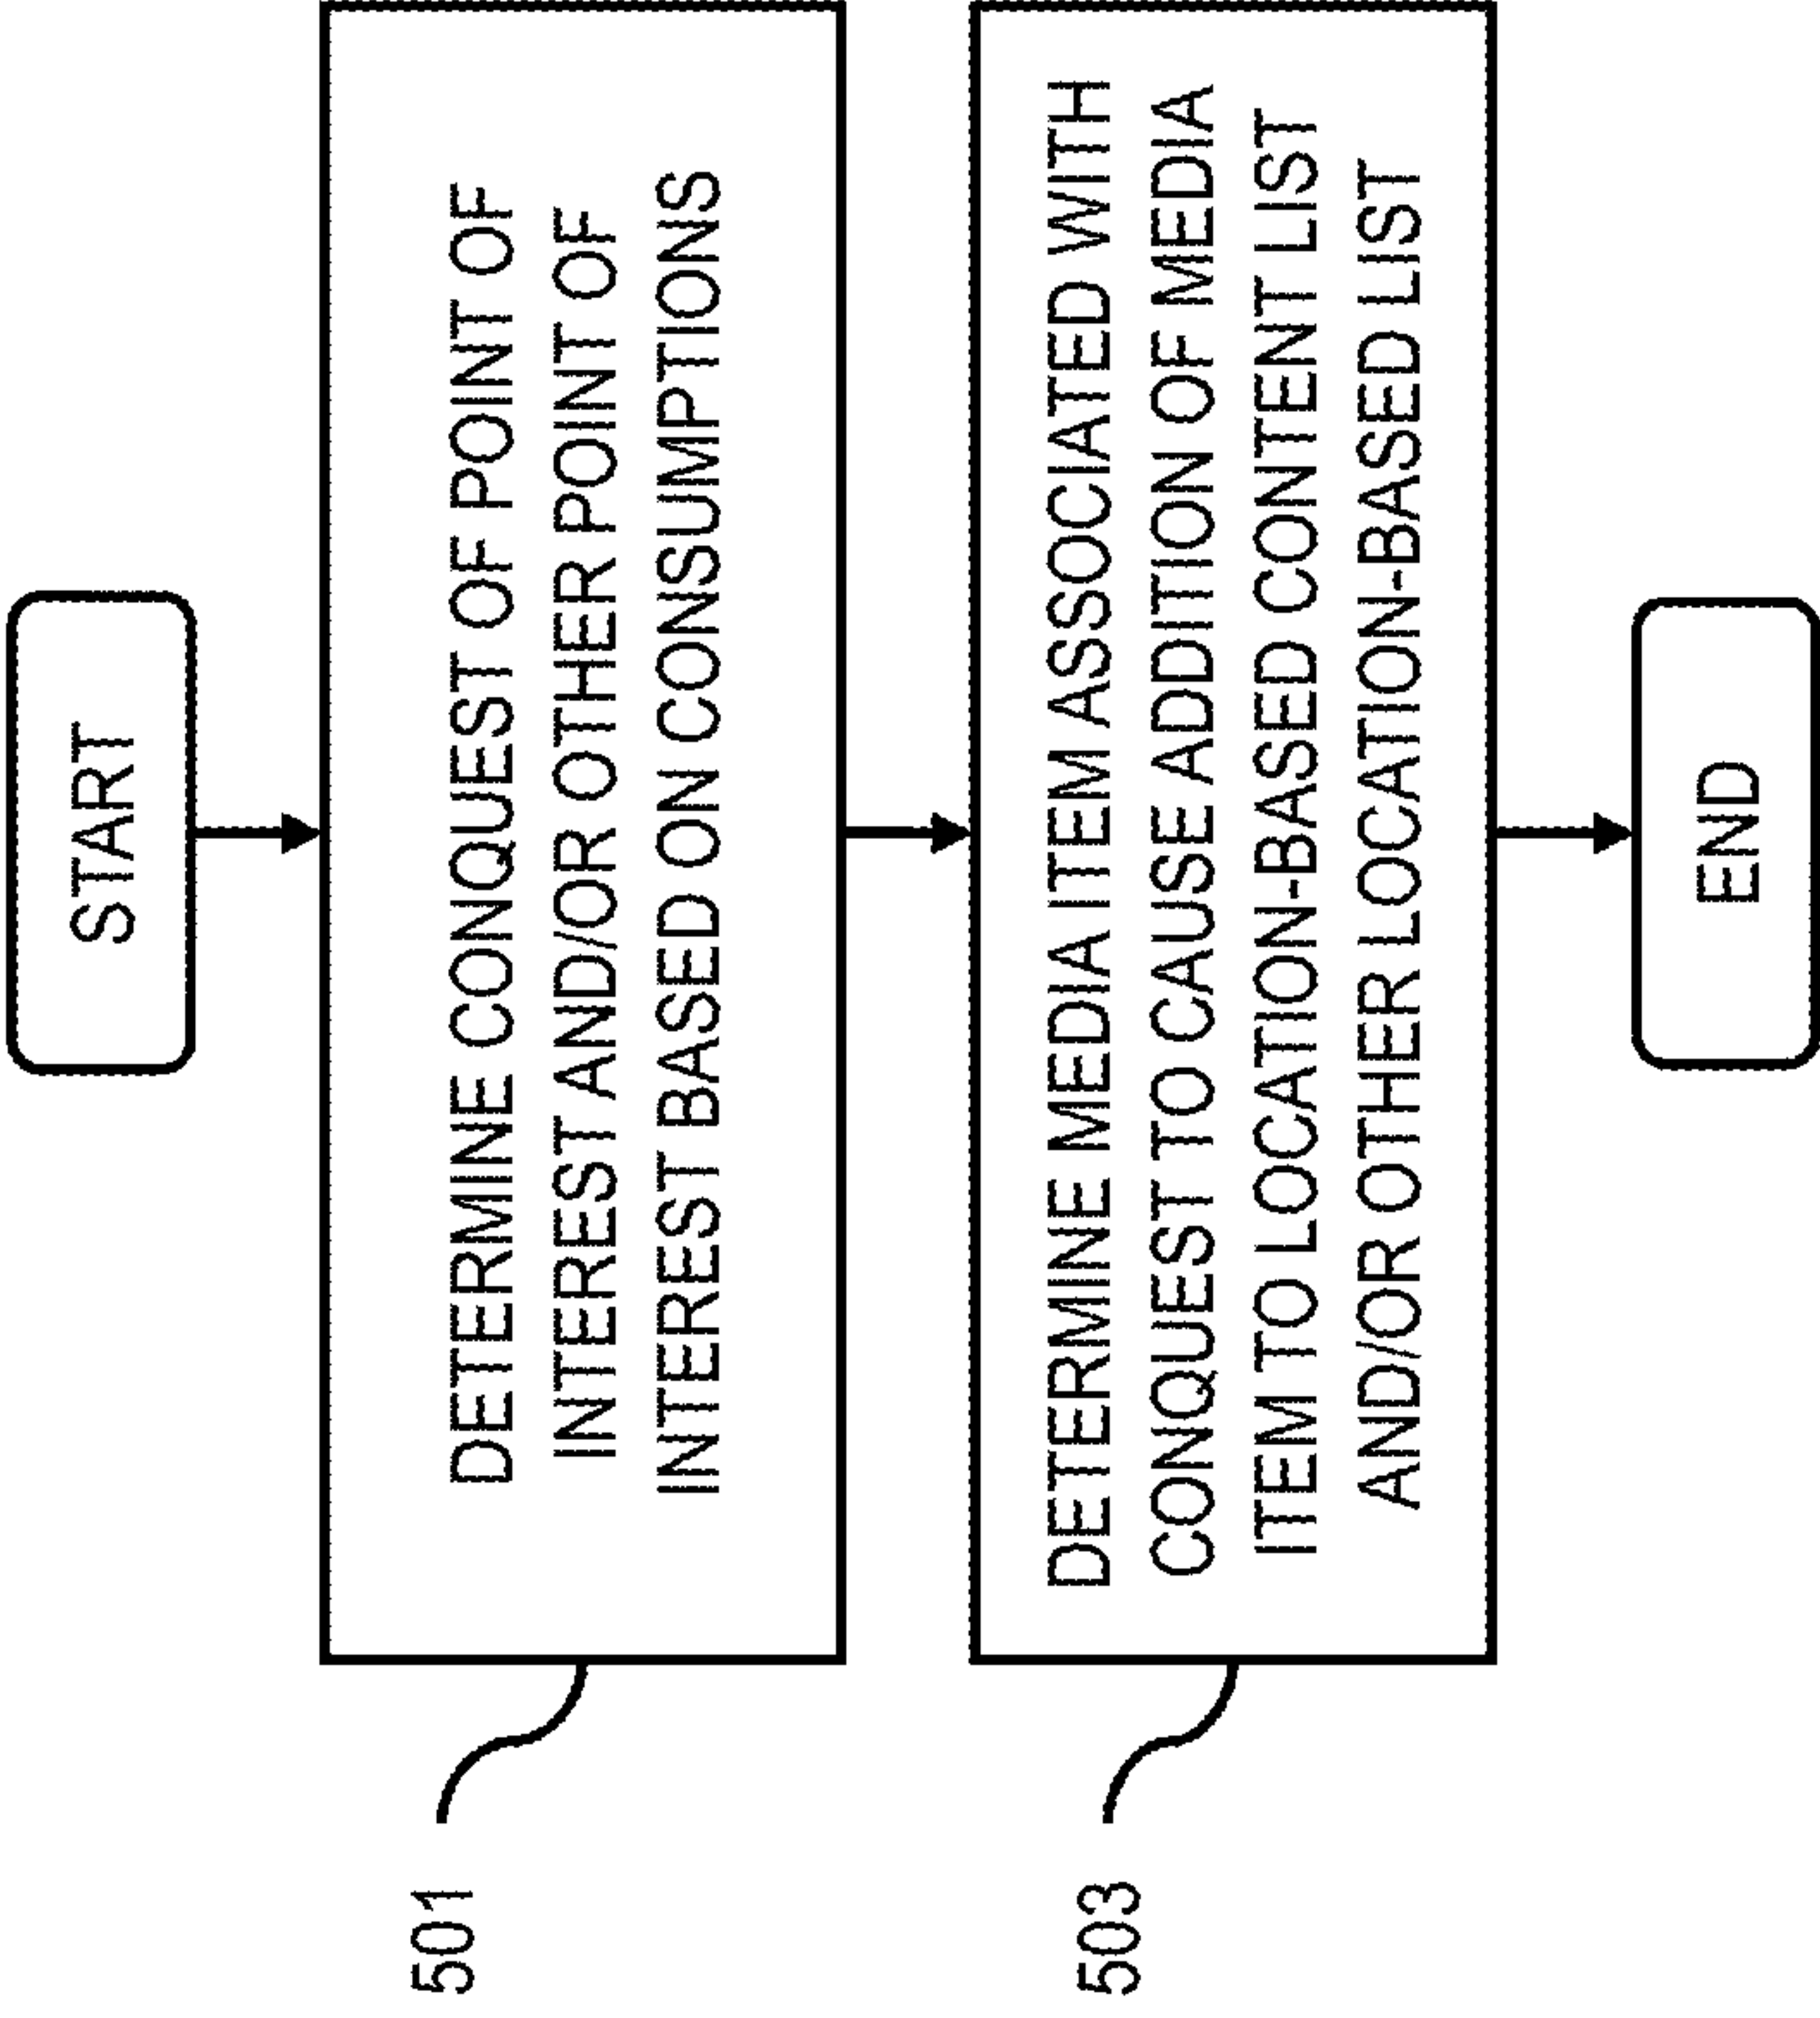 START
501
DETERMINE CONQUEST OF POINT OF
INTEREST AND/OR OTHER POINT OF
INTEREST BASED ON CONSUMPTIONS
503
DETERMINE MEDIA ITEM ASSOCIATED WITH
CONQUEST TO CAUSE ADDITION OF MEDIA
ITEM TO LOCATION-BASED CONTENT LIST
AND/OR OTHER LOCATION-BASED LIST
END